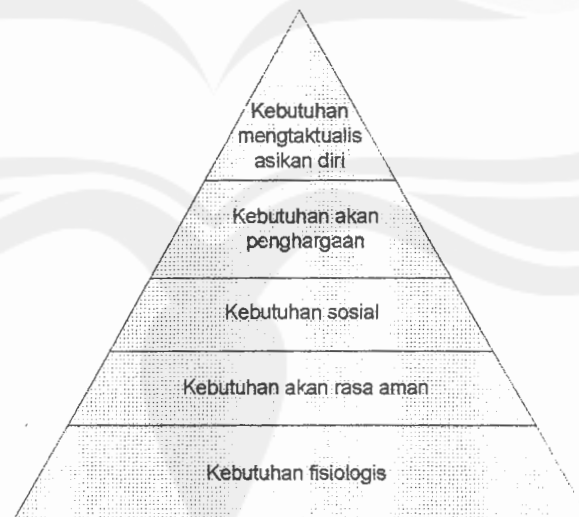 Kebutuhan
mengtaktualis
asikan diri
Kebutuhan akan
penghargaan
Kebutuhan sosial
Kebutuhan akan rasa aman
Kebutuhan fisiologis